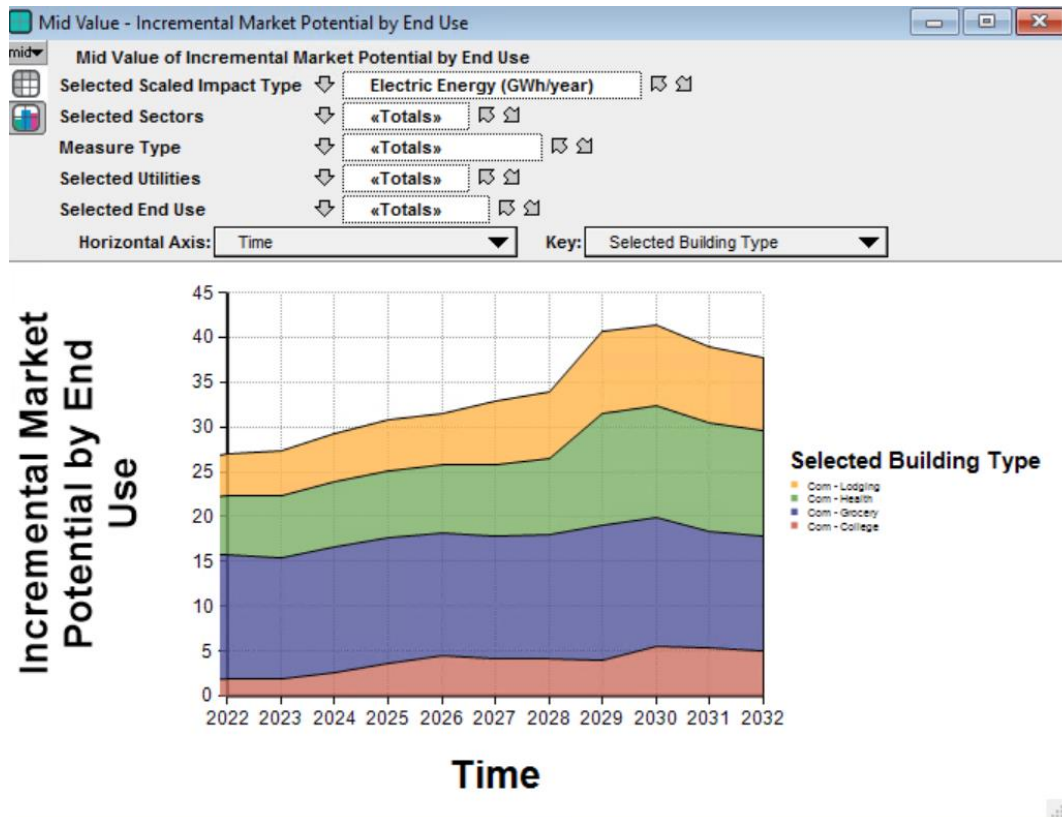 Mid Value - Incremental Market Potential by End Use
mid
Mid Value of Incremental Market Potential by End Use
Selected Scaled Impact Type Electric Energy (GWh/year)
Selected Sectors «Totals»
Measure Type «Totals»
Selected Utilities «Totals»
Selected End Use «Totals»
Horizontal Axis: Time Key: Selected Building Type
Incremental Market
Potential by End
Use
45
40
35
30
25
20
15
10
5
0
2022 2023 2024 2025 2026 2027 2028 2029 2030 2031 2032
Time
Selected Building Type
Com - Lodging
Com - Health
Com - Grocery
Com - College